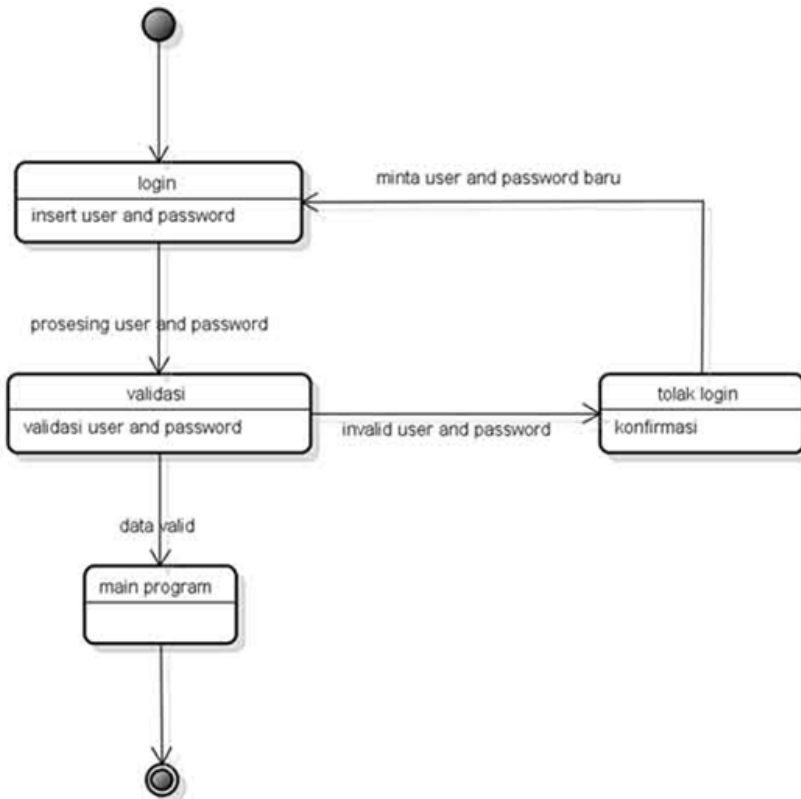 login
insert user and password
minta user and password baru
prosesing user and password
validasi
validasi user and password
invalid user and password
tolak login
konfirmasi
data valid
main program